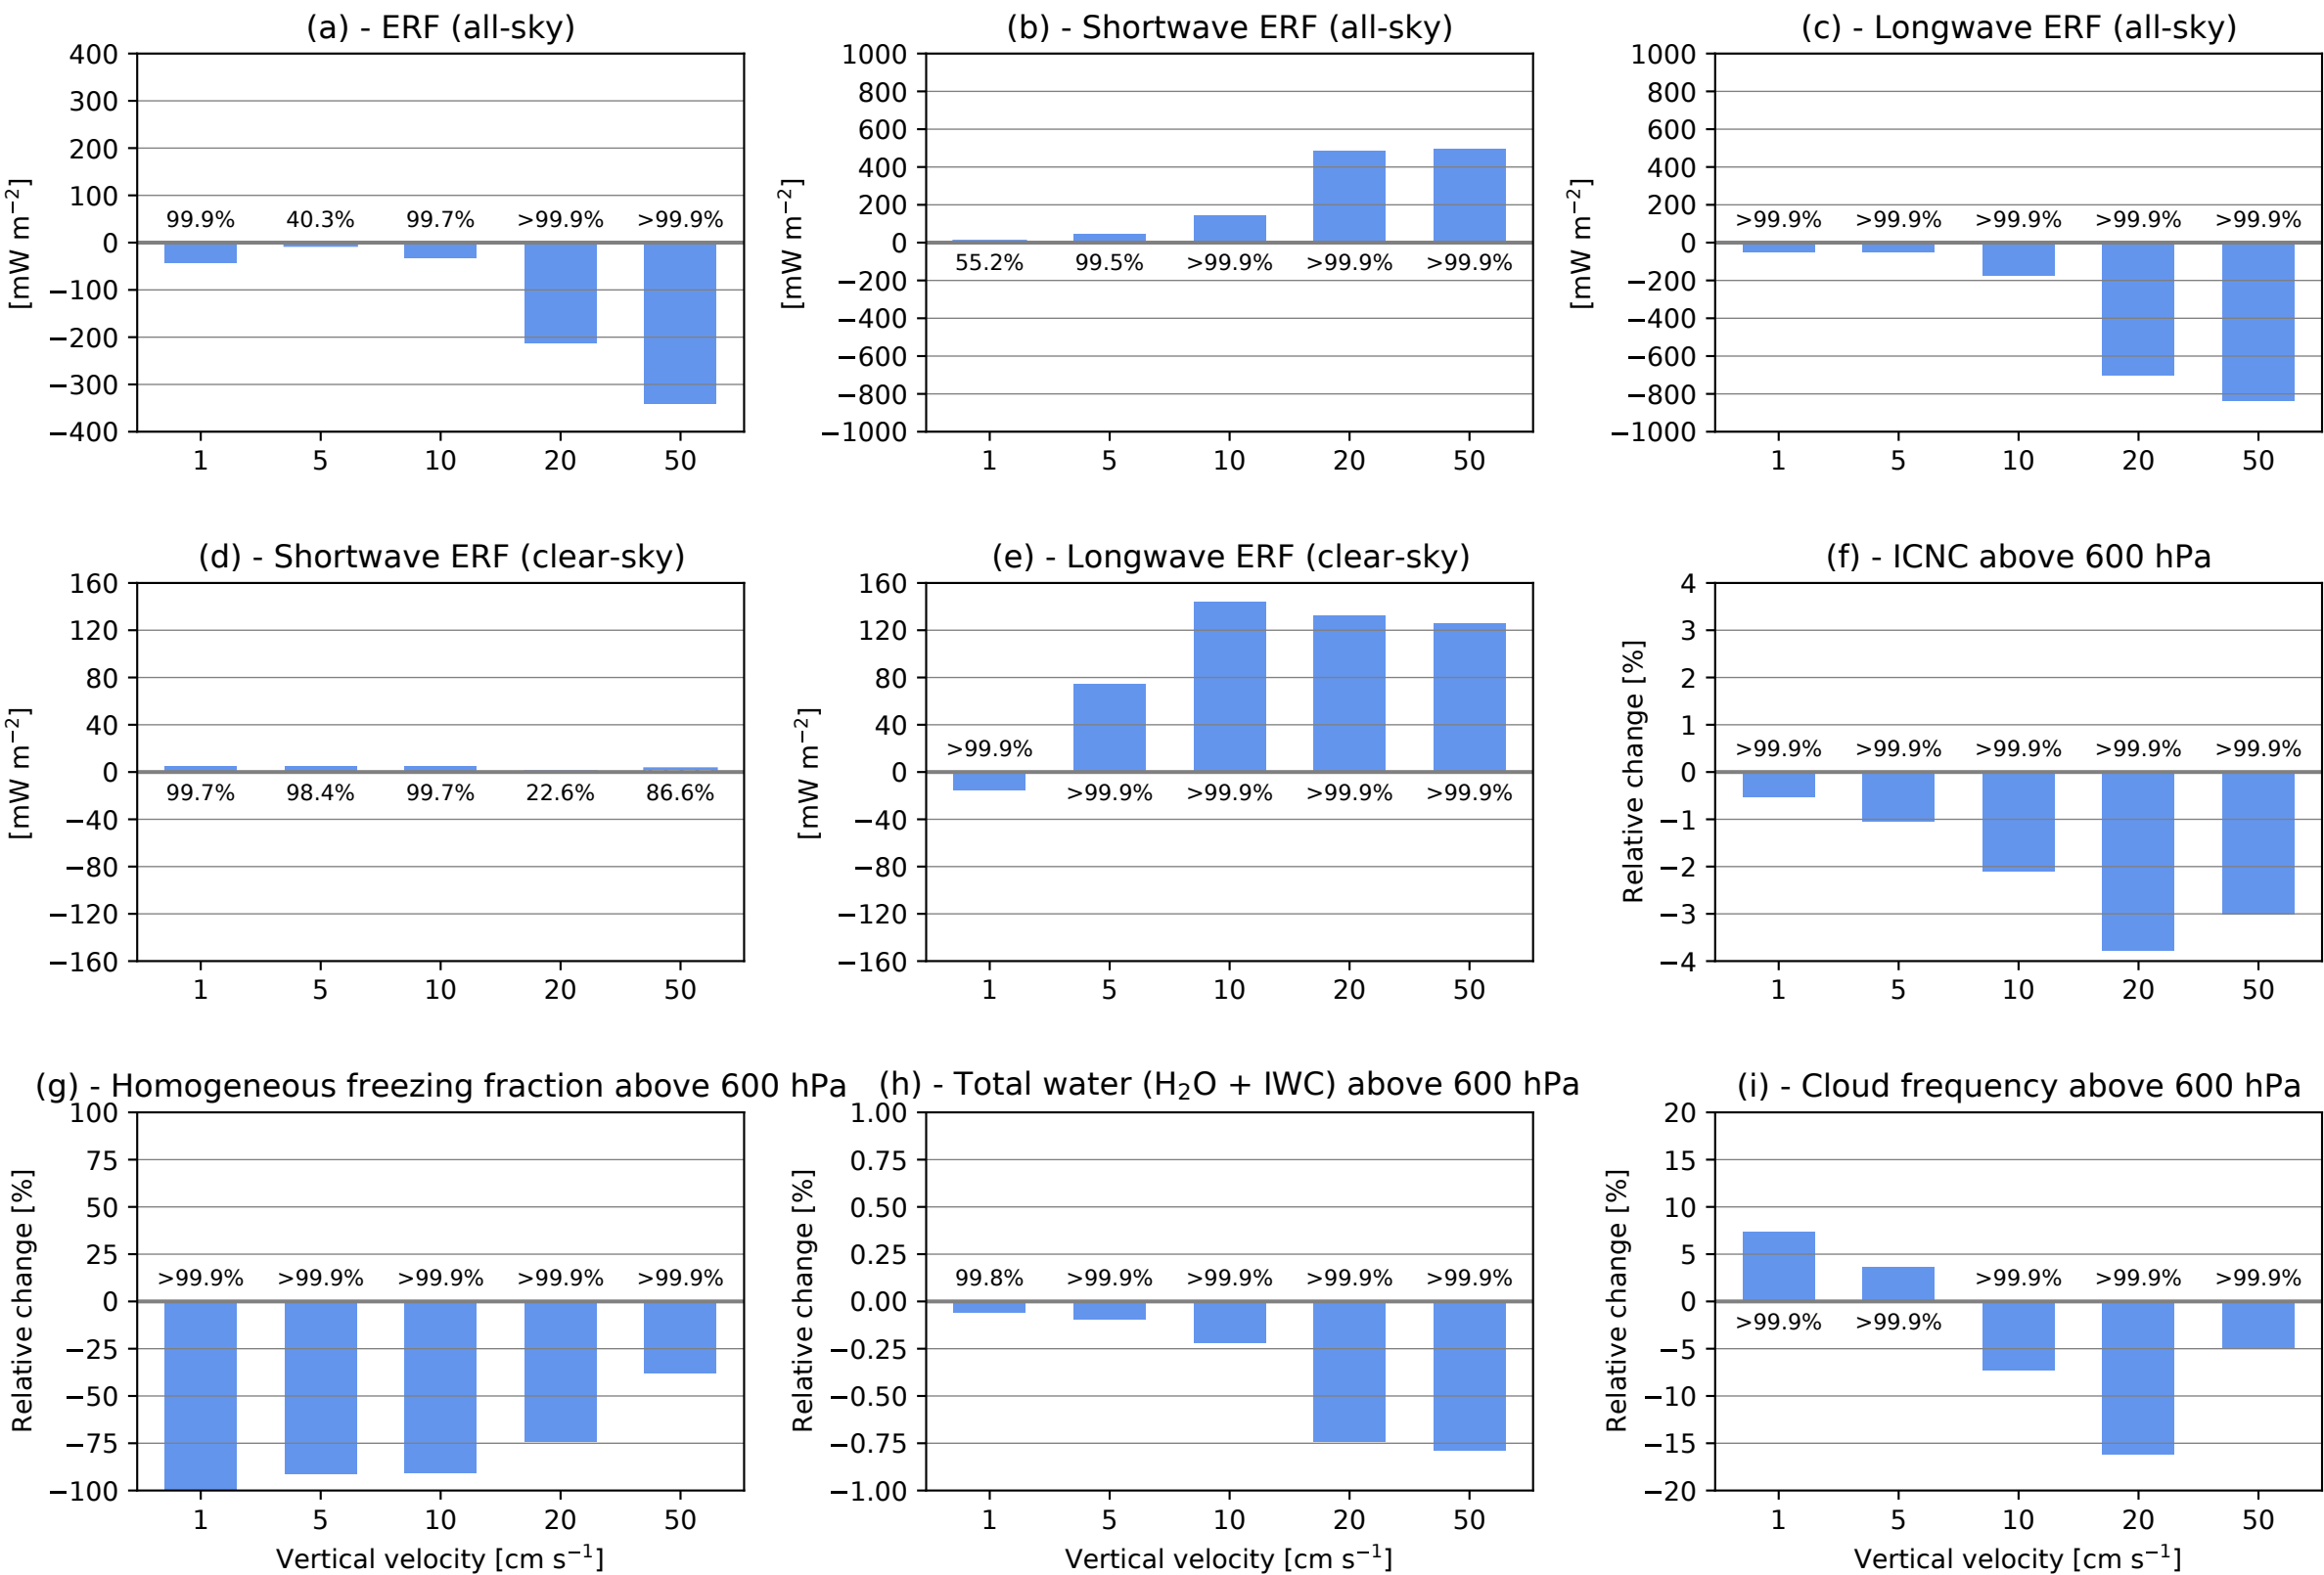 (a) - ERF (all-sky)
400
300
200
100
0
−100
−200
−300
−400
[mW m−2]
99.9% 40.3% 99.7% >99.9% >99.9%
1 5 10 20 50
(b) - Shortwave ERF (all-sky)
1000
800
600
400
200
0
−200
−400
−600
−800
−1000
[mW m−2]
55.2% 99.5% >99.9% >99.9% >99.9%
1 5 10 20 50
(c) - Longwave ERF (all-sky)
1000
800
600
400
200
0
−200
−400
−600
−800
−1000
[mW m−2]
>99.9% >99.9% >99.9% >99.9% >99.9%
1 5 10 20 50
(d) - Shortwave ERF (clear-sky)
160
120
80
40
0
−40
−80
−120
−160
[mW m−2]
99.7% 98.4% 99.7% 22.6% 86.6%
1 5 10 20 50
(e) - Longwave ERF (clear-sky)
160
120
80
40
0
−40
−80
−120
−160
[mW m−2]
>99.9%
>99.9% >99.9% >99.9% >99.9%
1 5 10 20 50
(f) - ICNC above 600 hPa
4
3
2
1
0
−1
−2
−3
−4
Relative change [%]
>99.9% >99.9% >99.9% >99.9% >99.9%
1 5 10 20 50
(g) - Homogeneous freezing fraction above 600 hPa
100
75
50
25
0
−25
−50
−75
−100
Relative change [%]
>99.9% >99.9% >99.9% >99.9% >99.9%
1 5 10 20 50
Vertical velocity [cm s−1]
(h) - Total water (H2O + IWC) above 600 hPa
1.00
0.75
0.50
0.25
0.00
−0.25
−0.50
−0.75
−1.00
Relative change [%]
99.8% >99.9% >99.9% >99.9% >99.9%
1 5 10 20 50
Vertical velocity [cm s−1]
(i) - Cloud frequency above 600 hPa
20
15
10
5
0
−5
−10
−15
−20
Relative change [%]
>99.9% >99.9% >99.9%
>99.9% >99.9%
1 5 10 20 50
Vertical velocity [cm s−1]